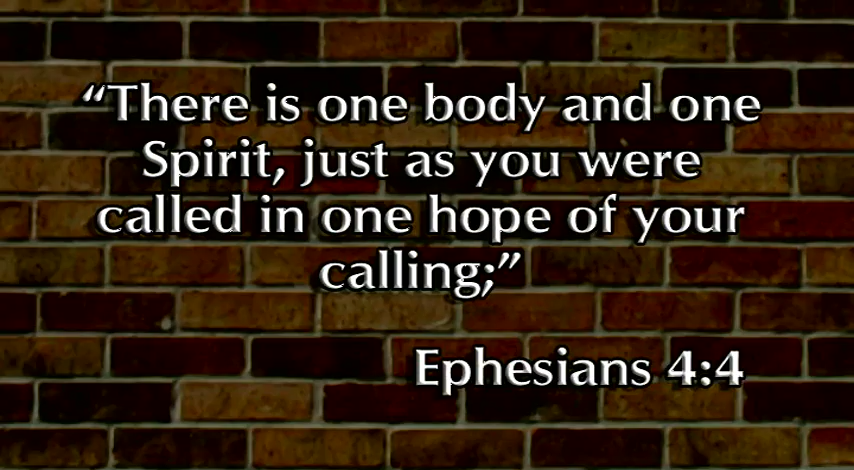 “There is one body and one
Spirit, just as you were
called in one hope of your
calling;”
Ephesians 4:4